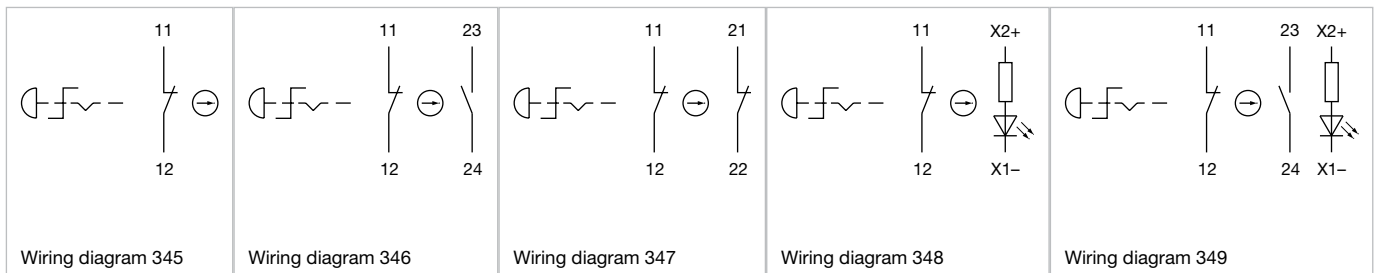 11
12
Wiring diagram 345
11 23
12 24
Wiring diagram 346
11 21
12 22
Wiring diagram 347
11 X2+
12 X1–
Wiring diagram 348
11 23 X2+
12 24 X1–
Wiring diagram 349